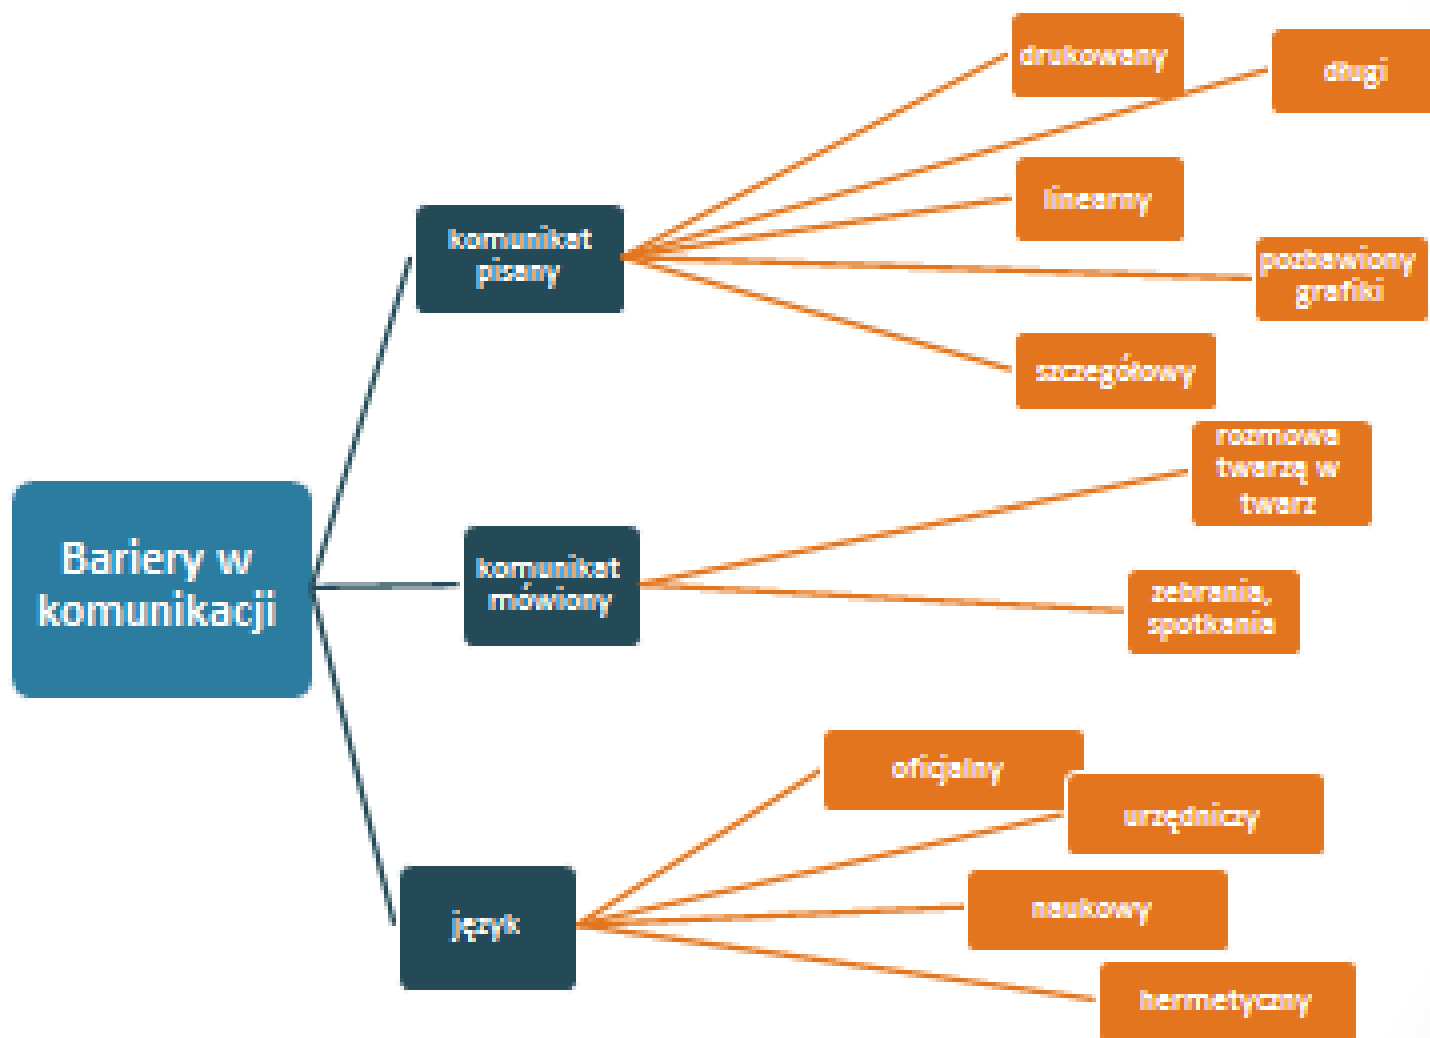 Bariery w
komunikacji
komunikat
pisany
drukowany
długi
linearny
pozbawiony
grafiki
szczegółowy
komunikat
mówiony
rozmowa
twarzą w
twarz
zebrania,
spotkania
język
oficjalny
urzędniczy
naukowy
hermetyczny